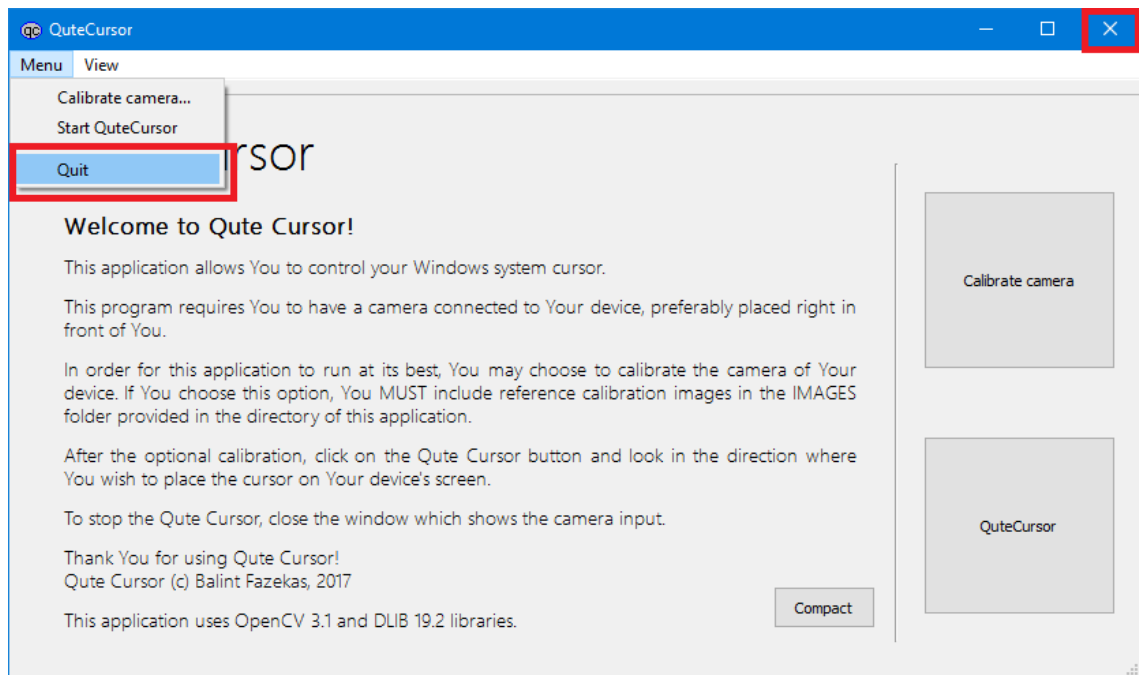 qc QuteCursor
Menu View
Calibrate camera...
Start QuteCursor
Quit
rsor
Welcome to Qute Cursor!
This application allows You to control your Windows system cursor.
This program requires You to have a camera connected to Your device, preferably placed right in
front of You.
In order for this application to run at its best, You may choose to calibrate the camera of Your
device. If You choose this option, You MUST include reference calibration images in the IMAGES
folder provided in the directory of this application.
After the optional calibration, click on the Qute Cursor button and look in the direction where
You wish to place the cursor on Your device's screen.
To stop the Qute Cursor, close the window which shows the camera input.
Thank You for using Qute Cursor!
Qute Cursor (c) Balint Fazekas, 2017
This application uses OpenCV 3.1 and DLIB 19.2 libraries.
Compact
Calibrate camera
QuteCursor